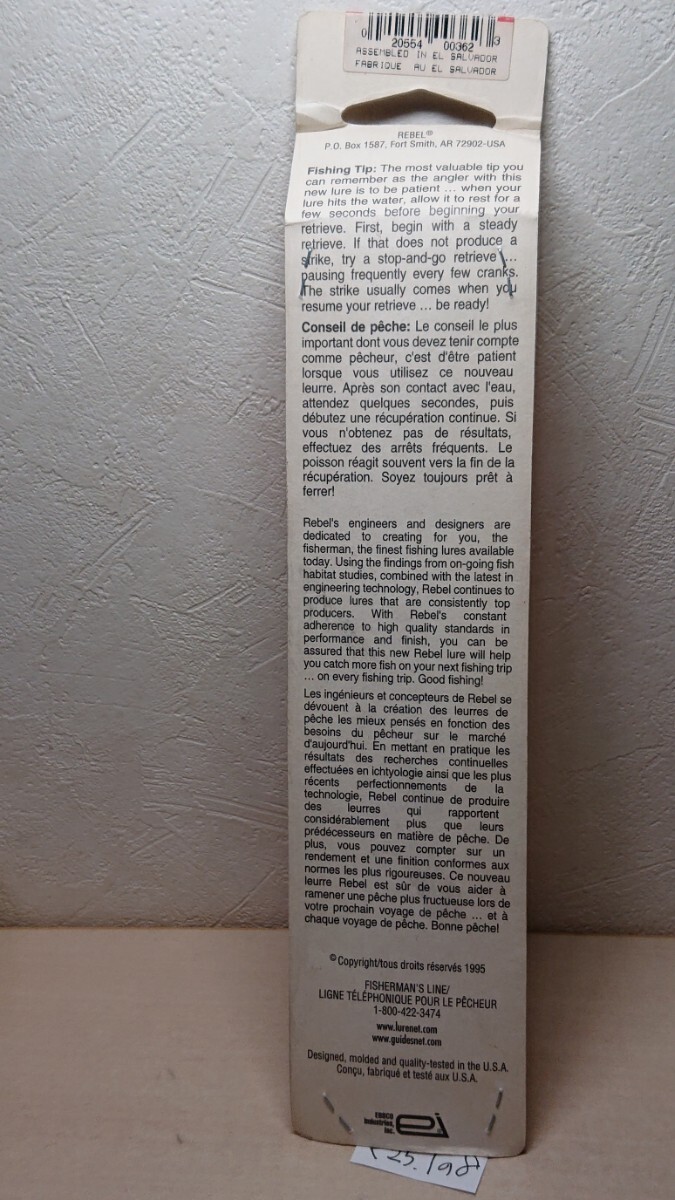 0 20554 00362 3
ASSEMBLED IN EL SALVADOR
FABRIQUE AU EL SALVADOR
REBEL®
P.O. Box 1587, Fort Smith, AR 72902-USA
Fishing Tip: The most valuable tip you
can remember as the angler with this
new lure is to be patient ... when your
lure hits the water, allow it to rest for a
few seconds before beginning your
retrieve. First, begin with a steady
retrieve. If that does not produce a
strike, try a stop-and-go retrieve ...
pausing frequently every few cranks.
The strike usually comes when you
resume your retrieve ... be ready!
Conseil de pêche: Le conseil le plus
important dont vous devez tenir compte
comme pêcheur, c'est d'être patient
lorsque vous utilisez ce nouveau
leurre. Après son contact avec l'eau,
attendez quelques secondes, puis
débutez une récupération continue. Si
vous n'obtenez pas de résultats,
effectuez des arrêts fréquents. Le
poisson réagit souvent vers la fin de la
récupération. Soyez toujours prêt à
ferrer!
Rebel's engineers and designers are
dedicated to creating for you, the
fisherman, the finest fishing lures available
today. Using the findings from on-going fish
habitat studies, combined with the latest in
engineering technology, Rebel continues to
produce lures that are consistently top
producers. With Rebel's constant
adherence to high quality standards in
performance and finish, you can be
assured that this new Rebel lure will help
you catch more fish on your next fishing trip
... on every fishing trip. Good fishing!
Les ingénieurs et concepteurs de Rebel se
dévouent à la création des leurres de
pêche les mieux pensés en fonction des
besoins du pêcheur sur le marché
d'aujourd'hui. En mettant en pratique les
résultats des recherches continuelles
effectuées en ichtyologie ainsi que les plus
récents perfectionnements de la
technologie, Rebel continue de produire
des leurres qui rapportent
considérablement plus que leurs
prédécesseurs en matière de pêche. De
plus, vous pouvez compter sur un
rendement et une finition conformes aux
normes les plus rigoureuses. Ce nouveau
leurre Rebel est sûr de vous aider à
ramener une pêche plus fructueuse lors de
votre prochain voyage de pêche ... et à
chaque voyage de pêche. Bonne pêche!
© Copyright/tous droits réservés 1995
FISHERMAN'S LINE/
LIGNE TÉLÉPHONIQUE POUR LE PÊCHEUR
1-800-422-3474
www.lurenet.com
www.guidesnet.com
Designed, molded and quality-tested in the U.S.A.
Conçu, fabriqué et testé aux U.S.A.
EBSCO
Industries,
Inc.
ei